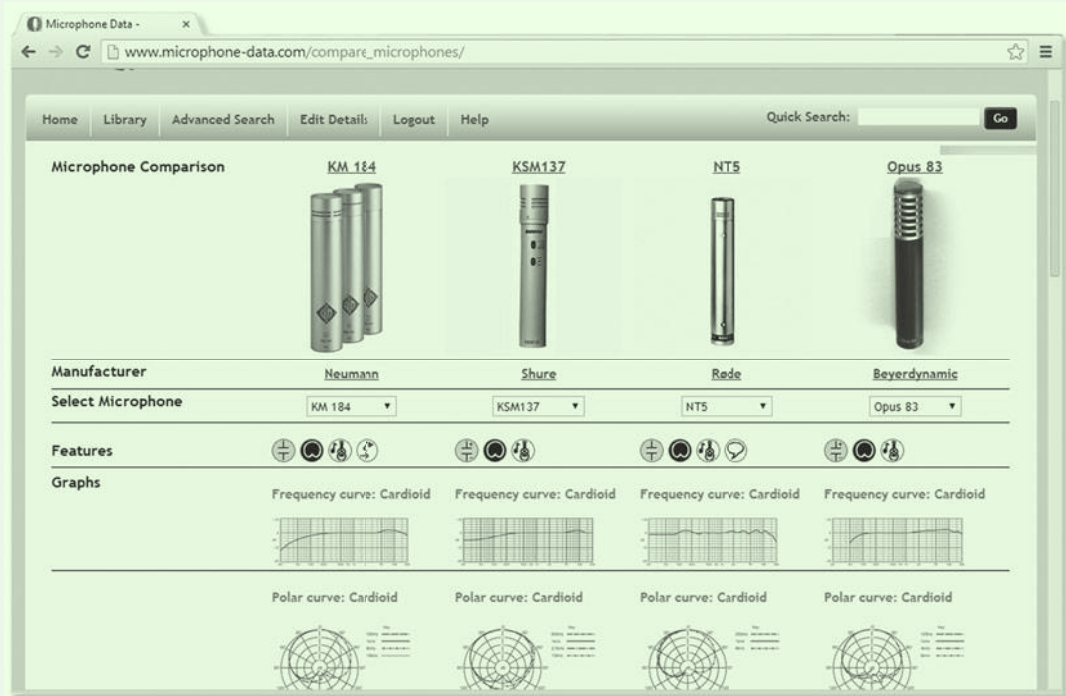 Microphone Data -
www.microphone-data.com/compare_microphones/
Home Library Advanced Search Edit Details Logout Help Quick Search: Go
Microphone Comparison KM 184 KSM137 NT5 Opus 83
Manufacturer Neumann Shure Røde Beyerdynamic
Select Microphone KM 184 KSM137 NT5 Opus 83
Features
Graphs
Frequency curve: Cardioid Frequency curve: Cardioid Frequency curve: Cardioid Frequency curve: Cardioid
Polar curve: Cardioid Polar curve: Cardioid Polar curve: Cardioid Polar curve: Cardioid